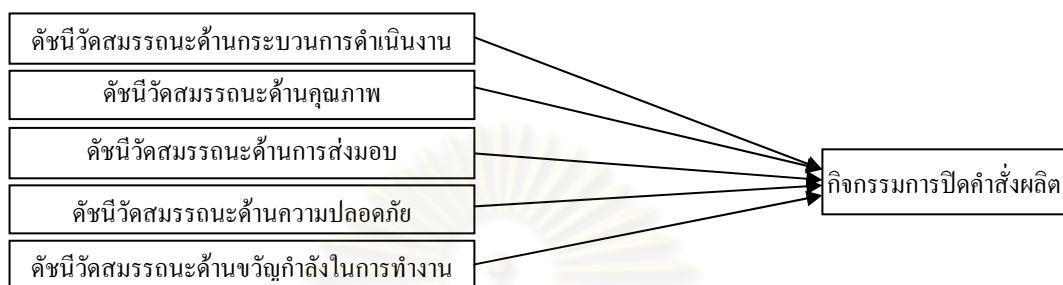 ดัชนีวัดสมรรถนะด้านกระบวนการดำเนินงาน
ดัชนีวัดสมรรถนะด้านคุณภาพ
ดัชนีวัดสมรรถนะด้านการส่งมอบ
ดัชนีวัดสมรรถนะด้านความปลอดภัย
ดัชนีวัดสมรรถนะด้านขวัญกำลังในการทำงาน
กิจกรรมการปิดคำสั่งผลิต